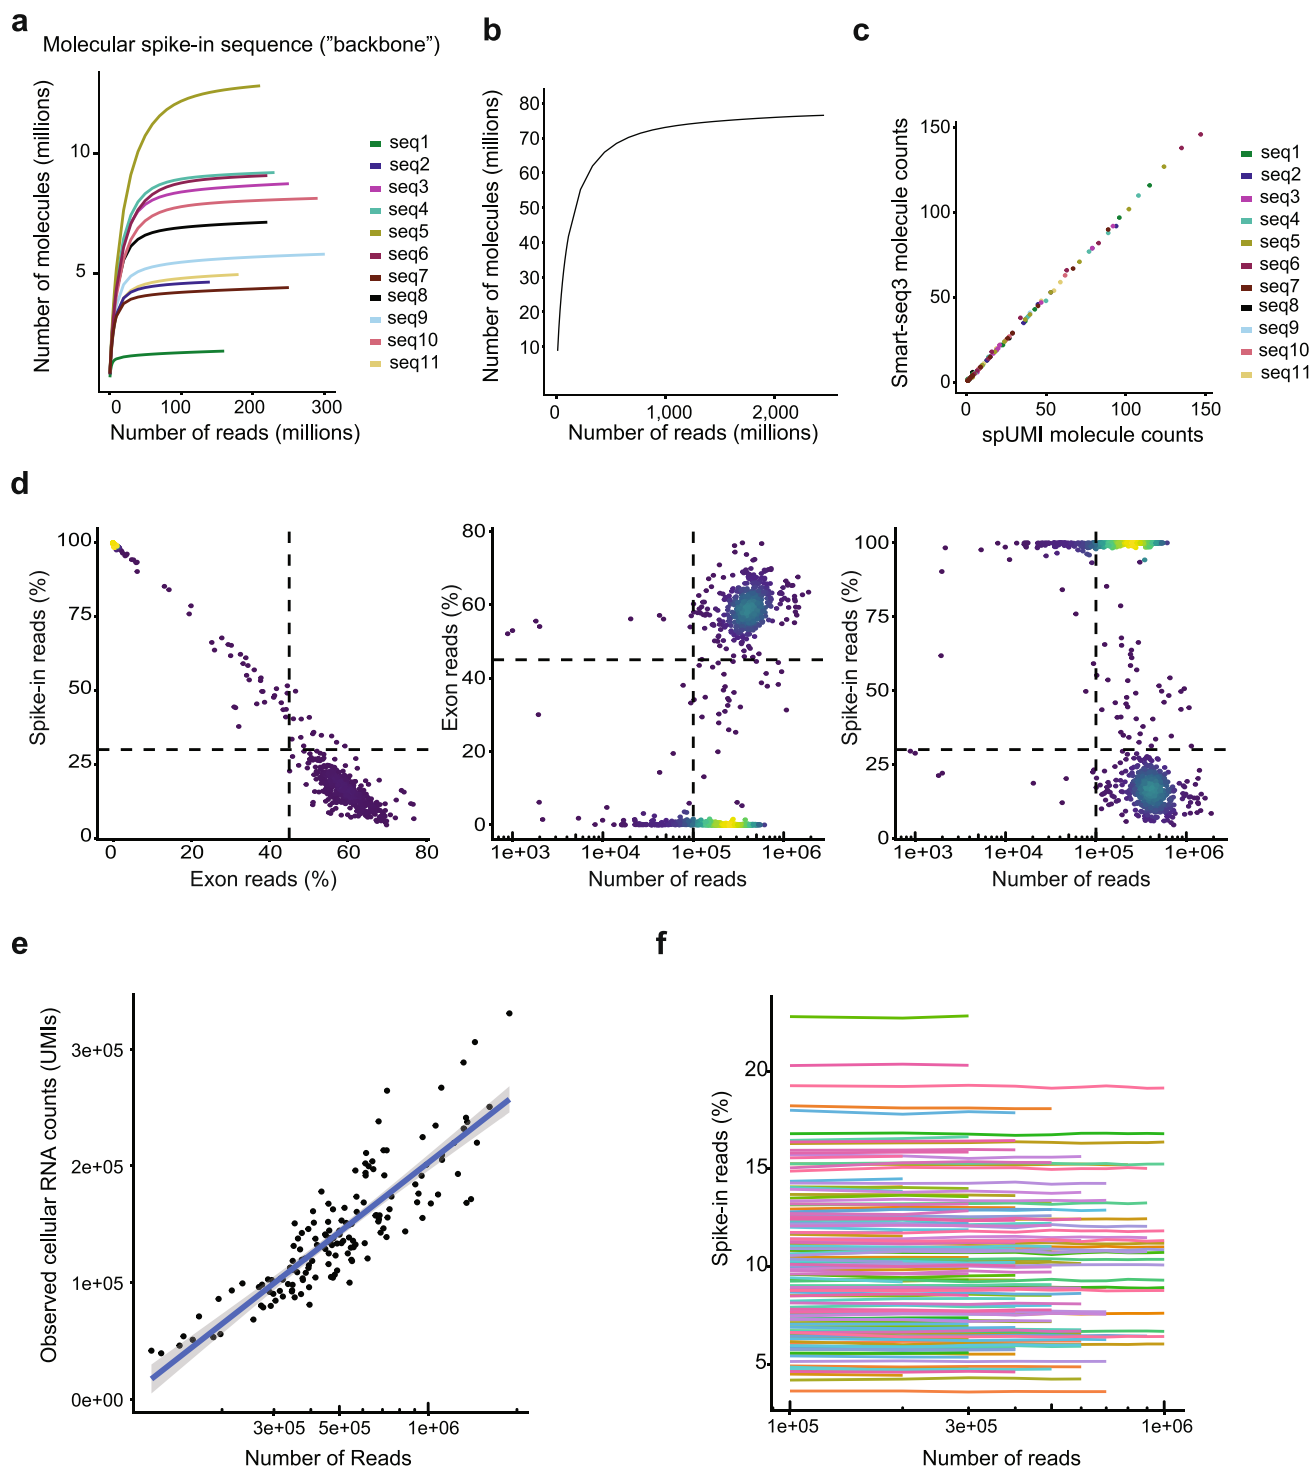 a
Molecular spike-in sequence ("backbone")
Number of molecules (millions)
10
5
0
100
200
300
Number of reads (millions)
seq1
seq2
seq3
seq4
seq5
seq6
seq7
seq8
seq9
seq10
seq11
b
Number of molecules (millions)
80
70
60
50
40
30
20
10
0
1,000
2,000
Number of reads (millions)
c
Smart-seq3 molecule counts
150
100
50
0
0
50
100
150
spUMI molecule counts
seq1
seq2
seq3
seq4
seq5
seq6
seq7
seq8
seq9
seq10
seq11
d
Spike-in reads (%)
100
75
50
25
0
0
20
40
60
80
Exon reads (%)
Exon reads (%)
80
60
40
20
0
1e+03
1e+04
1e+05
1e+06
Number of reads
Spike-in reads (%)
100
75
50
25
0
1e+03
1e+04
1e+05
1e+06
Number of reads
e
Observed cellular RNA counts (UMIs)
3e+05
2e+05
1e+05
0e+00
3e+05
5e+05
1e+06
Number of Reads
f
Spike-in reads (%)
20
15
10
5
1e+05
3e+05
1e+06
Number of reads